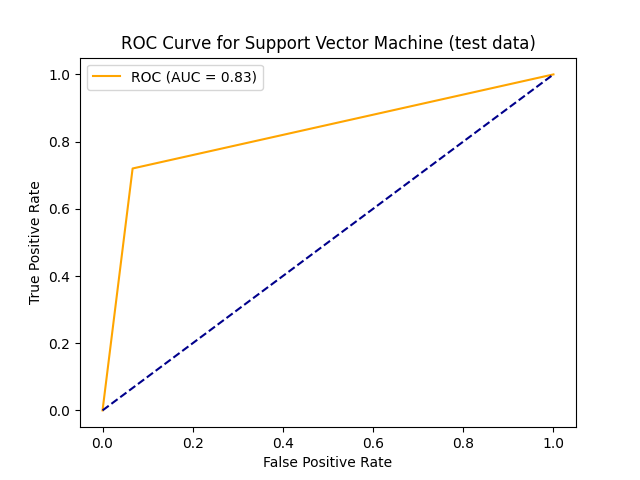 ROC Curve for Support Vector Machine (test data)
ROC (AUC = 0.83)
True Positive Rate
1.0
0.8
0.6
0.4
0.2
0.0
0.0 0.2 0.4 0.6 0.8 1.0
False Positive Rate